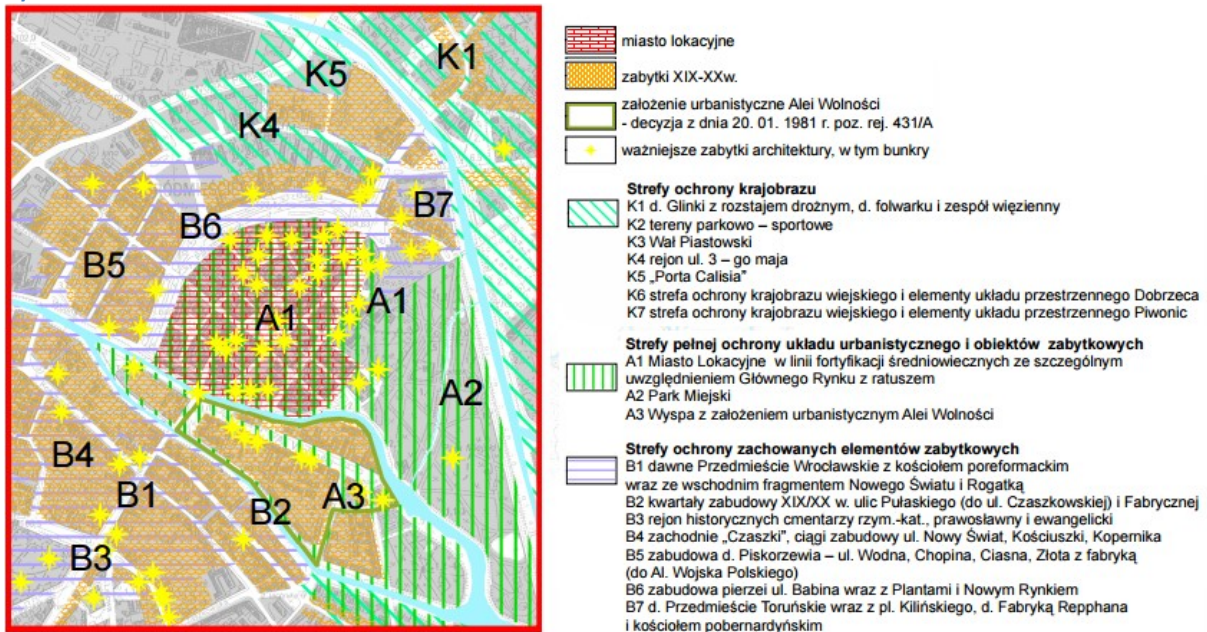 K1
K5
K4
B7
B6
B5
A1
A1
A2
B4
B1
A3
B2
B3
miasto lokacyjne
zabytki XIX-XXw.
założenie urbanistyczne Alei Wolności
- decyzja z dnia 20. 01. 1981 r. poz. rej. 431/A
ważniejsze zabytki architektury, w tym bunkry
Strefy ochrony krajobrazu
K1 d. Glinki z rozstajem drożnym, d. folwarku i zespół więzienny
K2 tereny parkowo – sportowe
K3 Wał Piastowski
K4 rejon ul. 3 – go maja
K5 „Porta Calisia”
K6 strefa ochrony krajobrazu wiejskiego i elementy układu przestrzennego Dobrzeca
K7 strefa ochrony krajobrazu wiejskiego i elementy układu przestrzennego Piwonic
Strefy pełnej ochrony układu urbanistycznego i obiektów zabytkowych
A1 Miasto Lokacyjne w linii fortyfikacji średniowiecznych ze szczególnym
uwzględnieniem Głównego Rynku z ratuszem
A2 Park Miejski
A3 Wyspa z założeniem urbanistycznym Alei Wolności
Strefy ochrony zachowanych elementów zabytkowych
B1 dawne Przedmieście Wrocławskie z kościołem poreformackim
wraz ze wschodnim fragmentem Nowego Światu i Rogatką
B2 kwartały zabudowy XIX/XX w. ulic Pułaskiego (do ul. Czaszkowskiej) i Fabrycznej
B3 rejon historycznych cmentarzy rzym.-kat., prawosławny i ewangelicki
B4 zachodnie „Czaszki”, ciągi zabudowy ul. Nowy Świat, Kościuszki, Kopernika
B5 zabudowa d. Piskorzewia – ul. Wodna, Chopina, Ciasna, Złota z fabryką
(do Al. Wojska Polskiego)
B6 zabudowa pierzei ul. Babina wraz z Plantami i Nowym Rynkiem
B7 d. Przedmieście Toruńskie wraz z pl. Kilińskiego, d. Fabryką Repphana
i kościołem pobernardyńskim